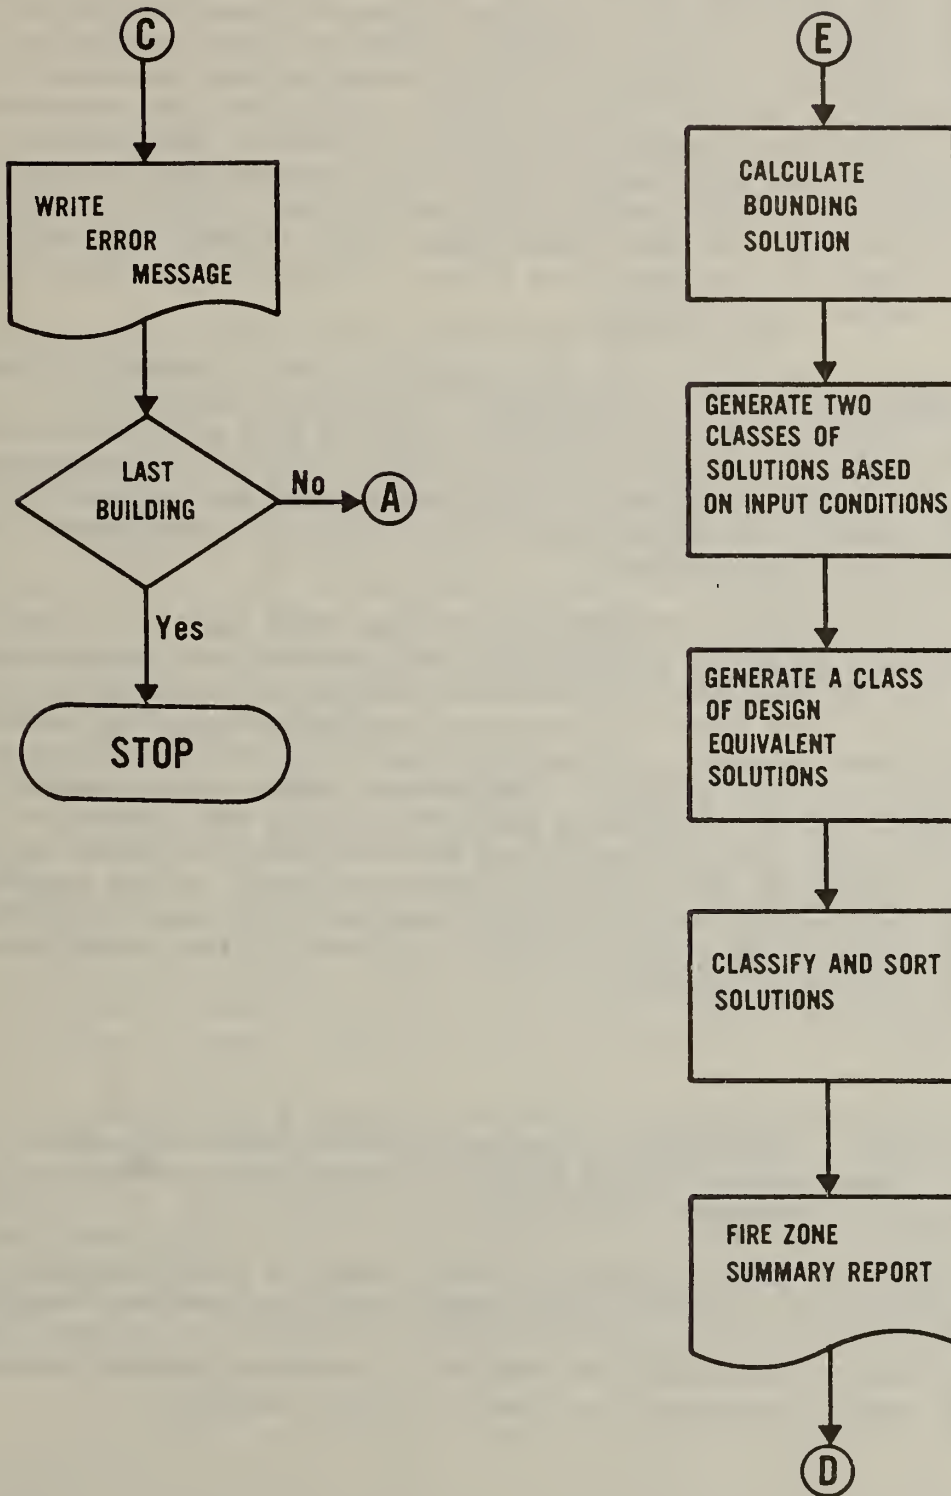 C
WRITE
ERROR
MESSAGE
LAST
BUILDING
No
A
Yes
STOP
E
CALCULATE
BOUNDING
SOLUTION
GENERATE TWO
CLASSES OF
SOLUTIONS BASED
ON INPUT CONDITIONS
GENERATE A CLASS
OF DESIGN
EQUIVALENT
SOLUTIONS
CLASSIFY AND SORT
SOLUTIONS
FIRE ZONE
SUMMARY REPORT
D